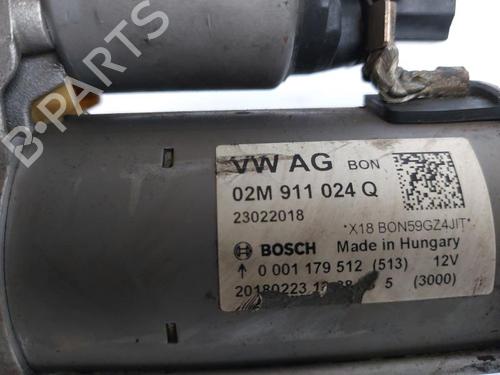 VW AG BON
02M 911 024 Q
23022018
*X18 BON59GZ4JIT*
BOSCH Made in Hungary
0 001 179 512 (513) 12V
20180223 5 (3000)
B-PARTS